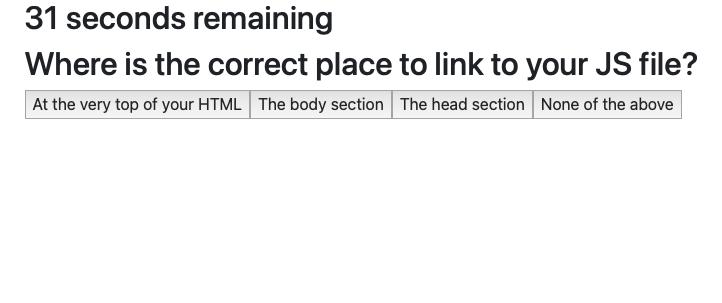 31 seconds remaining
Where is the correct place to link to your JS file?
At the very top of your HTML The body section The head section None of the above